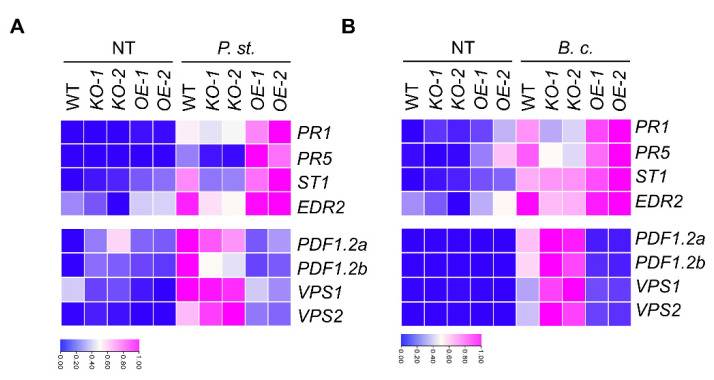 A
B
NT P. st.
NT B. c.
WT KO-1 KO-2 OE-1 OE-2 WT KO-1 KO-2 OE-1 OE-2
WT KO-1 KO-2 OE-1 OE-2 WT KO-1 KO-2 OE-1 OE-2
PR1
PR5
ST1
EDR2
PDF1.2a
PDF1.2b
VPS1
VPS2
0.00 0.20 0.40 0.60 0.80 1.00
PR1
PR5
ST1
EDR2
PDF1.2a
PDF1.2b
VPS1
VPS2
0.00 0.20 0.40 0.60 0.80 1.00